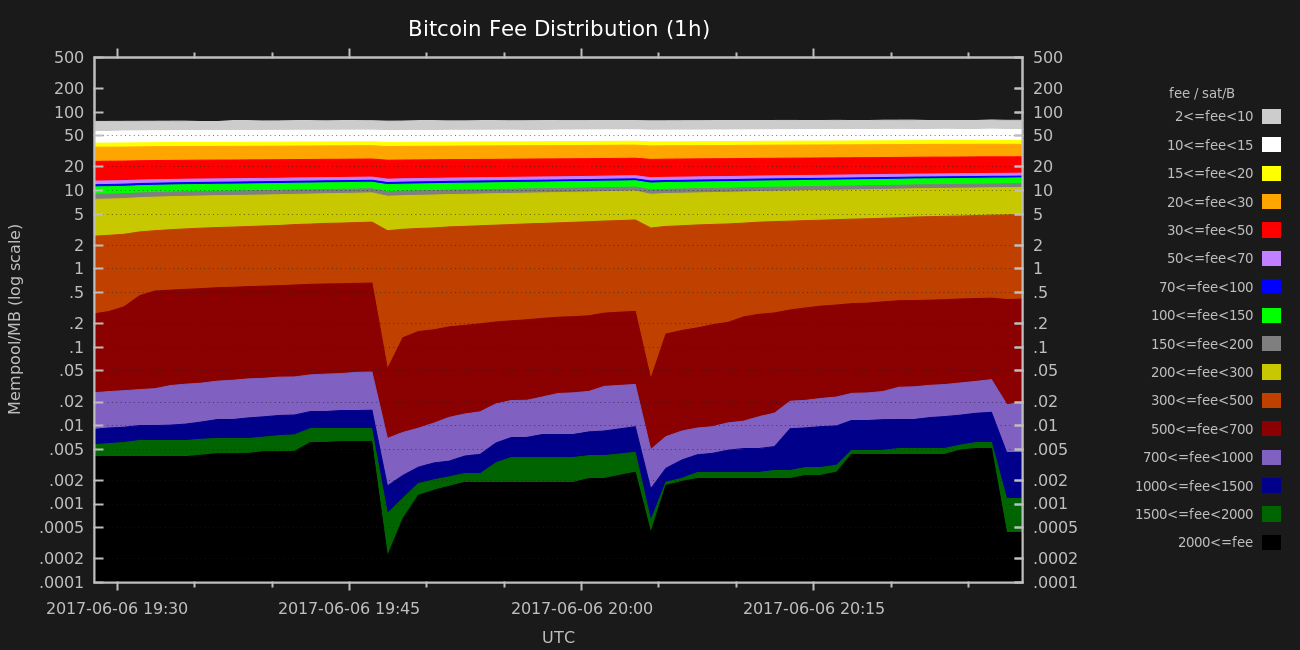 Bitcoin Fee Distribution (1h)
500 500
200 200
100 100
50 50
20 20
10 10
5 5
2 2
1 1
.5 .5
.2 .2
.1 .1
.05 .05
.02 .02
.01 .01
.005 .005
.002 .002
.001 .001
.0005 .0005
.0002 .0002
.0001 .0001
Mempool/MB (log scale)
2017-06-06 19:30 2017-06-06 19:45 2017-06-06 20:00 2017-06-06 20:15
UTC
fee / sat/B
2<=fee<10
10<=fee<15
15<=fee<20
20<=fee<30
30<=fee<50
50<=fee<70
70<=fee<100
100<=fee<150
150<=fee<200
200<=fee<300
300<=fee<500
500<=fee<700
700<=fee<1000
1000<=fee<1500
1500<=fee<2000
2000<=fee